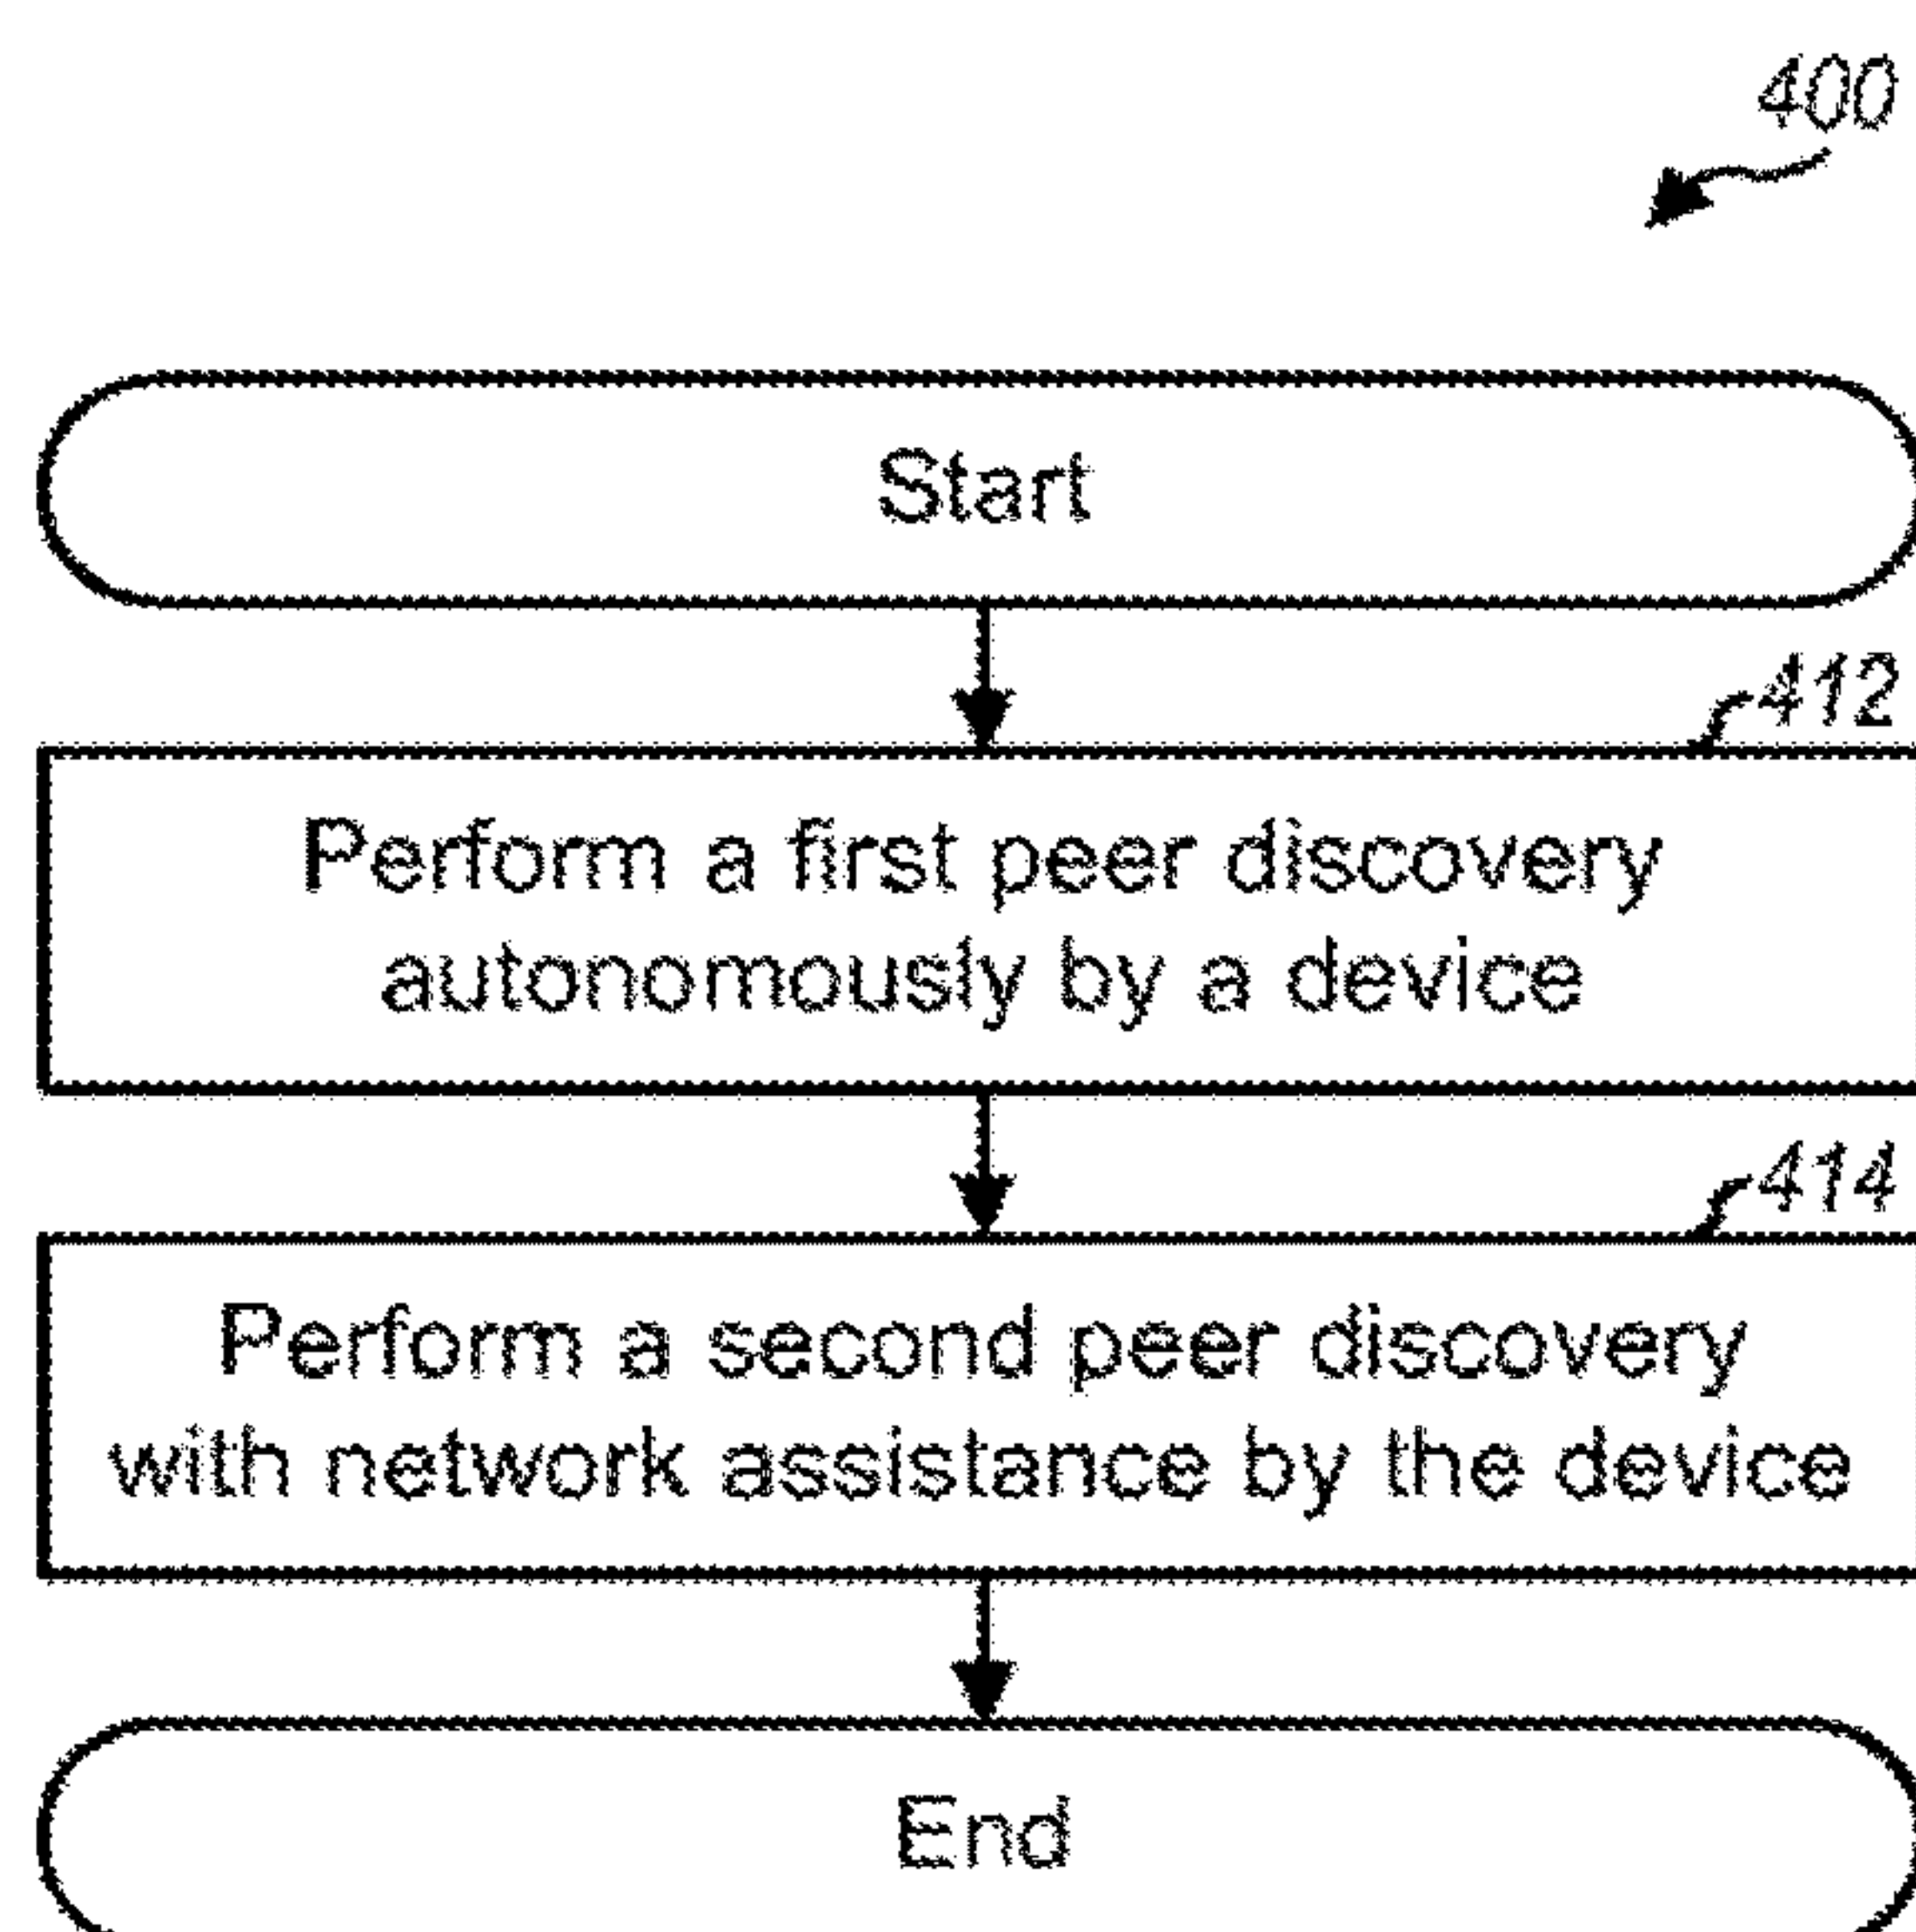 400
Start
412
Perform a first peer discovery
autonomously by a device
414
Perform a second peer discovery
with network assistance by the device
End